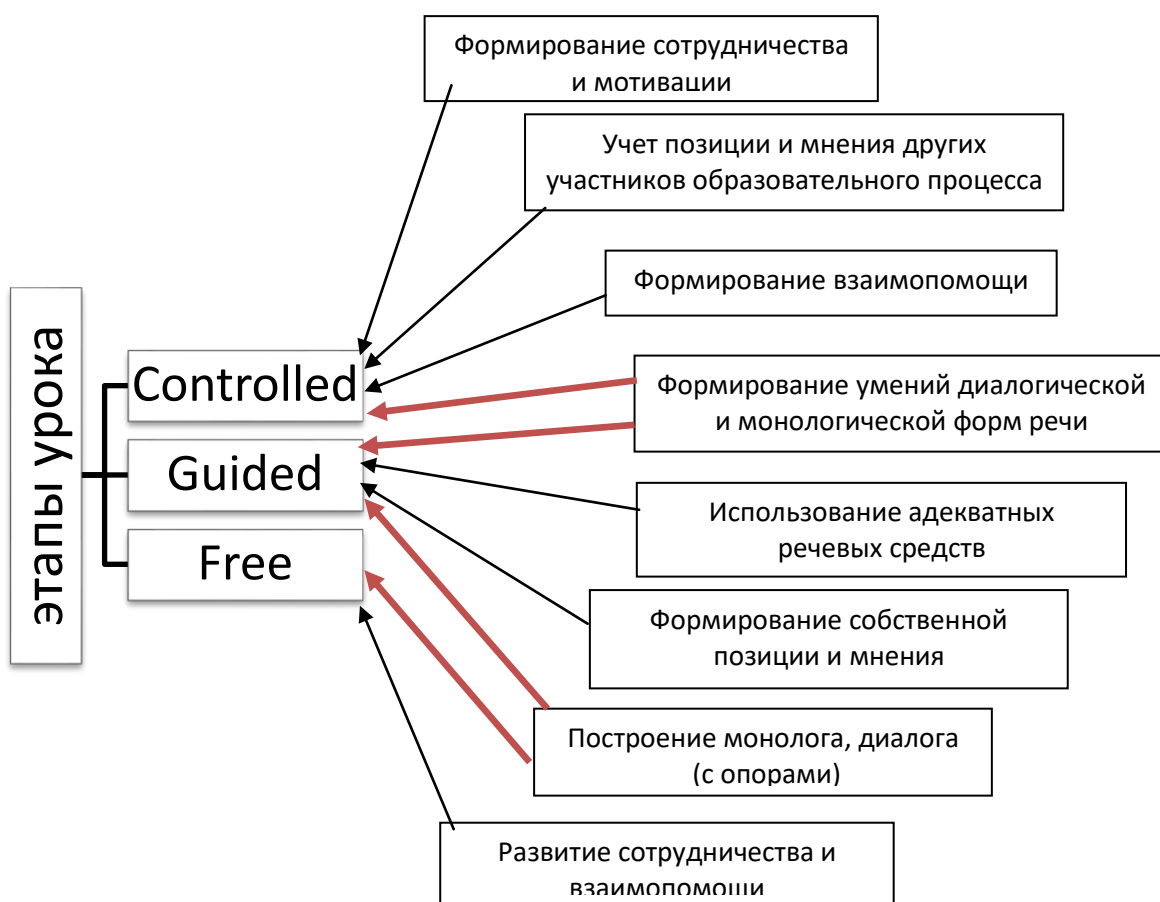 Формирование сотрудничества
и мотивации
Учет позиции и мнения других
участников образовательного процесса
Формирование взаимопомощи
этапы урока
Controlled
Guided
Free
Формирование умений диалогической
и монологической форм речи
Использование адекватных
речевых средств
Формирование собственной
позиции и мнения
Построение монолога, диалога
(с опорами)
Развитие сотрудничества и
взаимопомощи